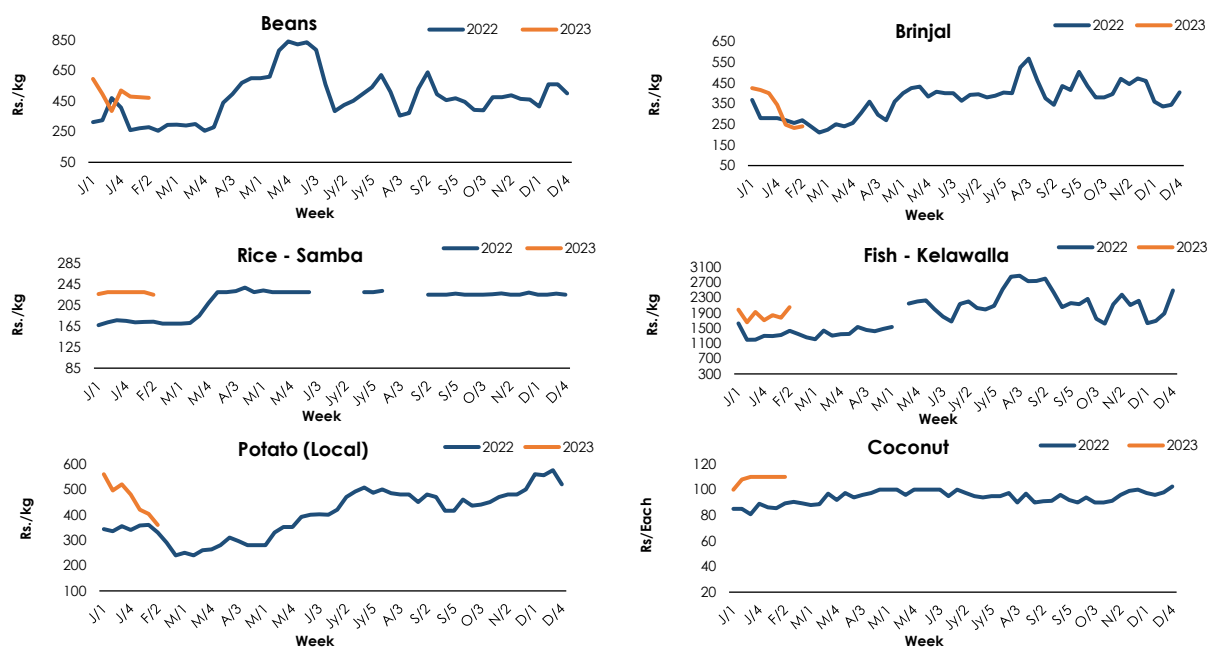 Beans
2022 2023
Rs./kg
850
650
450
250
50
J/1 J/4 F/2 M/1 M/4 A/3 M/1 M/4 J/3 Jy/2 Jy/5 A/3 S/2 S/5 O/3 N/2 D/1 D/4
Week
Brinjal
2022 2023
Rs./kg
650
550
450
350
250
150
50
J/1 J/4 F/2 M/1 M/4 A/3 M/1 M/4 J/3 Jy/2 Jy/5 A/3 S/2 S/5 O/3 N/2 D/1 D/4
Week
Rice - Samba
2022 2023
Rs./kg
285
245
205
165
125
85
J/1 J/4 F/2 M/1 M/4 A/3 M/1 M/4 J/3 Jy/2 Jy/5 A/3 S/2 S/5 O/3 N/2 D/1 D/4
Week
Fish - Kelawalla
2022 2023
Rs./kg
3100
2700
2300
1900
1500
1100
700
300
J/1 J/4 F/2 M/1 M/4 A/3 M/1 M/4 J/3 Jy/2 Jy/5 A/3 S/2 S/5 O/3 N/2 D/1 D/4
Week
Potato (Local)
2022 2023
Rs./kg
600
500
400
300
200
100
J/1 J/4 F/2 M/1 M/4 A/3 M/1 M/4 J/3 Jy/2 Jy/5 A/3 S/2 S/5 O/3 N/2 D/1 D/4
Week
Coconut
2022 2023
Rs/Each
120
100
80
60
40
20
J/1 J/4 F/2 M/1 M/4 A/3 M/1 M/4 J/3 Jy/2 Jy/5 A/3 S/2 S/5 O/3 N/2 D/1 D/4
Week